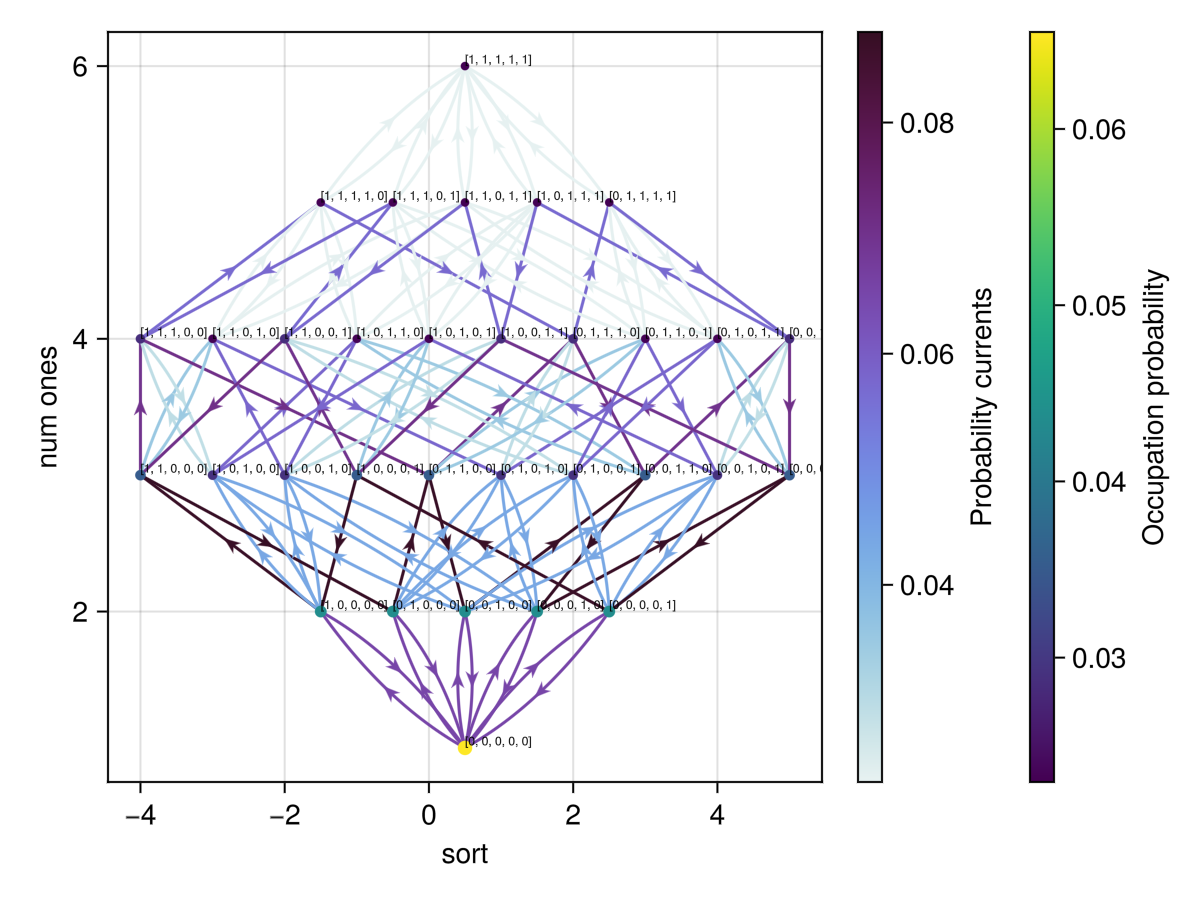 6
4
2
−4
−2
0
2
4
num ones
sort
[1, 1, 1, 1, 1]
[1, 1, 1, 1, 0] [1, 1, 1, 0, 1] [1, 1, 0, 1, 1] [1, 0, 1, 1, 1] [0, 1, 1, 1, 1]
[1, 1, 1, 0, 0] [1, 1, 0, 1, 0] [1, 1, 0, 0, 1] [1, 0, 1, 1, 0] [1, 0, 1, 0, 1] [1, 0, 0, 1, 1] [0, 1, 1, 1, 0] [0, 1, 1, 0, 1] [0, 1, 0, 1, 1] [0, 0,
[1, 1, 0, 0, 0] [1, 0, 1, 0, 0] [1, 0, 0, 1, 0] [1, 0, 0, 0, 1] [0, 1, 1, 0, 0] [0, 1, 0, 1, 0] [0, 1, 0, 0, 1] [0, 0, 1, 1, 0] [0, 0, 1, 0, 1] [0, 0,
[1, 0, 0, 0, 0] [0, 1, 0, 0, 0] [0, 0, 1, 0, 0] [0, 0, 0, 1, 0] [0, 0, 0, 0, 1]
[0, 0, 0, 0, 0]
0.08
0.06
0.04
Probability currents
0.06
0.05
0.04
0.03
Occupation probability